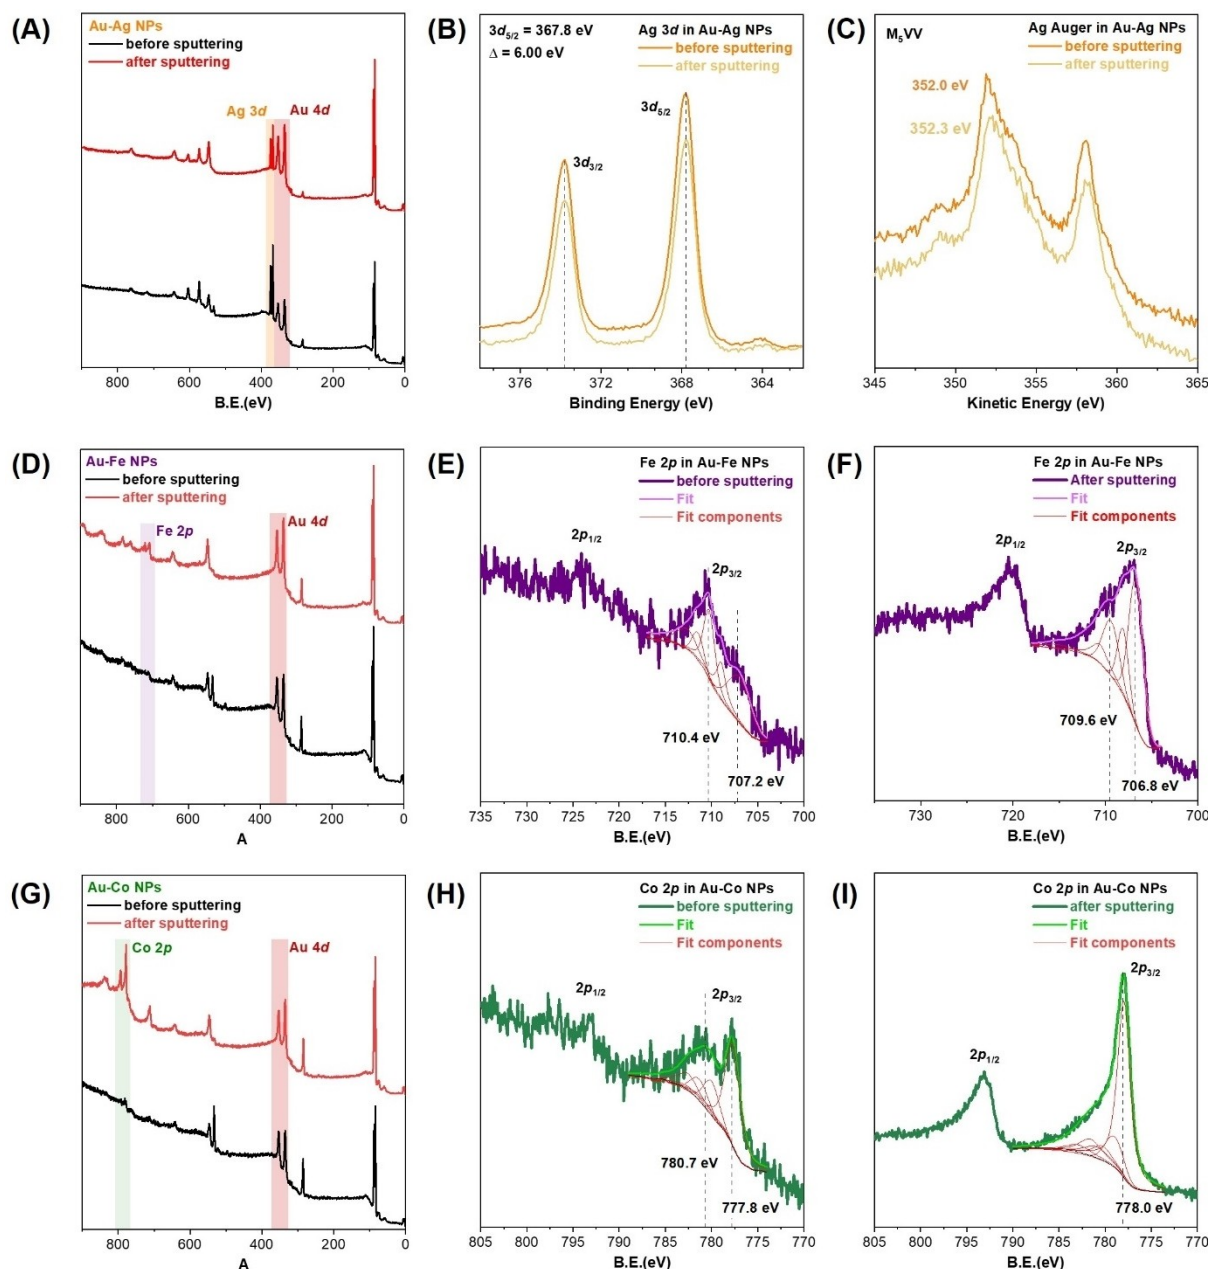 (A)
Au-Ag NPs
before sputtering
after sputtering
Ag 3d
Au 4d
800 600 400 200 0
B.E.(eV)
(B)
3d5/2 = 367.8 eV
Δ = 6.00 eV
Ag 3d in Au-Ag NPs
before sputtering
after sputtering
3d5/2
3d3/2
376 372 368 364
Binding Energy (eV)
(C)
M5VV
Ag Auger in Au-Ag NPs
before sputtering
after sputtering
352.0 eV
352.3 eV
345 350 355 360 365
Kinetic Energy (eV)
(D)
Au-Fe NPs
before sputtering
after sputtering
Fe 2p
Au 4d
800 600 400 200 0
A
(E)
Fe 2p in Au-Fe NPs
before sputtering
Fit
Fit components
2p1/2
2p3/2
710.4 eV
707.2 eV
735 730 725 720 715 710 705 700
B.E.(eV)
(F)
Fe 2p in Au-Fe NPs
After sputtering
Fit
Fit components
2p1/2
2p3/2
709.6 eV
706.8 eV
730 720 710 700
B.E.(eV)
(G)
Au-Co NPs
before sputtering
after sputtering
Co 2p
Au 4d
800 600 400 200 0
A
(H)
Co 2p in Au-Co NPs
before sputtering
Fit
Fit components
2p1/2
2p3/2
780.7 eV
777.8 eV
805 800 795 790 785 780 775 770
B.E.(eV)
(I)
Co 2p in Au-Co NPs
after sputtering
Fit
Fit components
2p3/2
2p1/2
778.0 eV
805 800 795 790 785 780 775 770
B.E.(eV)